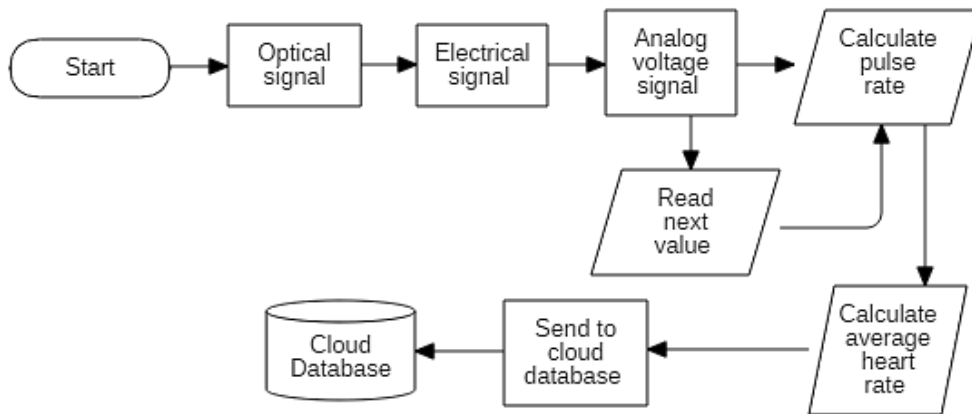 Start
Optical
signal
Electrical
signal
Analog
voltage
signal
Calculate
pulse
rate
Read
next
value
Calculate
average
heart
rate
Send to
cloud
database
Cloud
Database